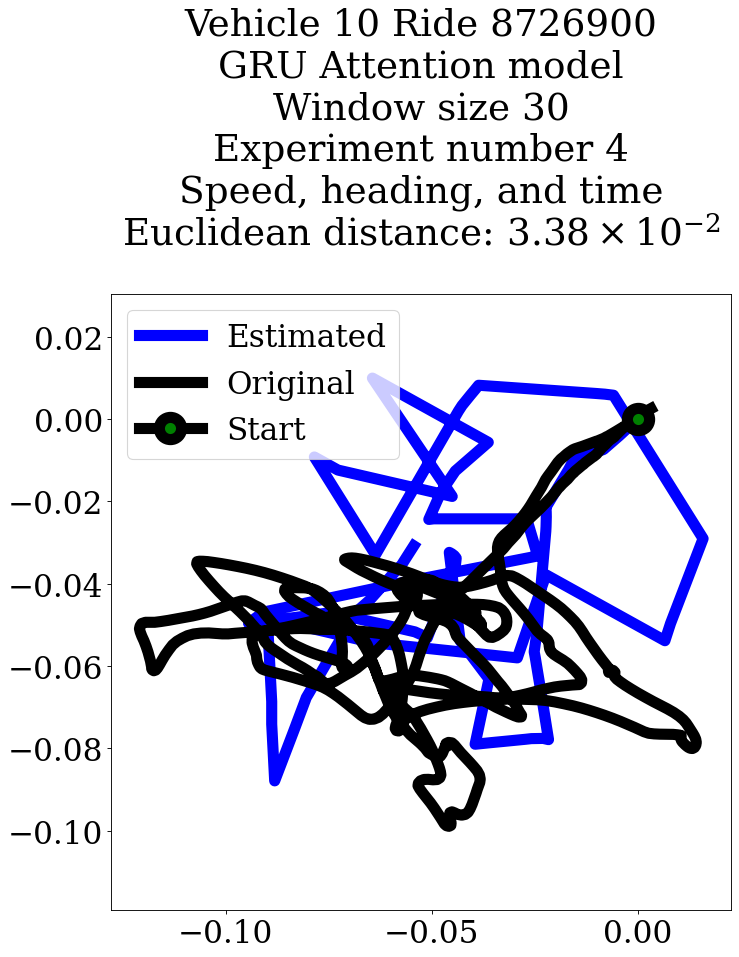 Vehicle 10 Ride 8726900
GRU Attention model
Window size 30
Experiment number 4
Speed, heading, and time
Euclidean distance: 3.38 × 10⁻²
Estimated
Original
Start
0.02
0.00
−0.02
−0.04
−0.06
−0.08
−0.10
−0.10
−0.05
0.00